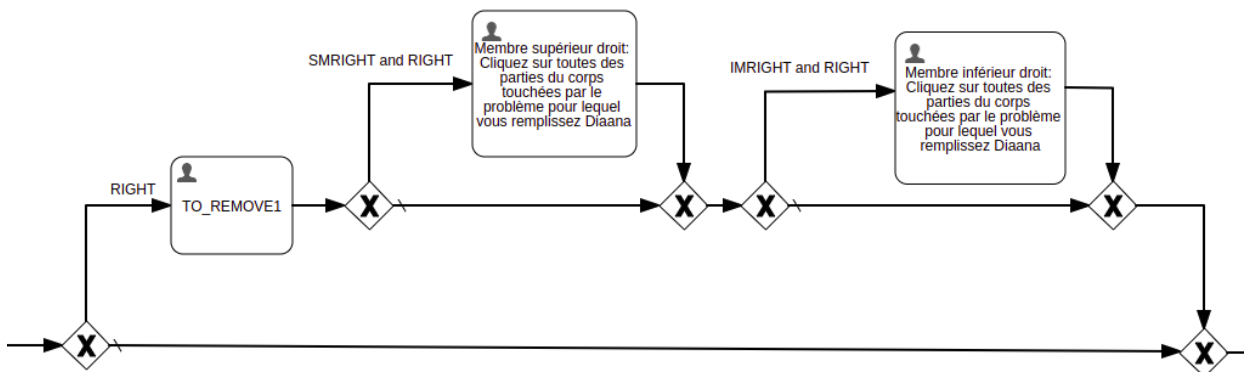 SMRIGHT and RIGHT
Membre supérieur droit:
Cliquez sur toutes des
parties du corps
touchées par le
problème pour lequel
vous remplissez Diaana
IMRIGHT and RIGHT
Membre inférieur droit:
Cliquez sur toutes des
parties du corps
touchées par le problème
pour lequel vous
remplissez Diaana
RIGHT
TO_REMOVE1
X
X
X
X
X
X